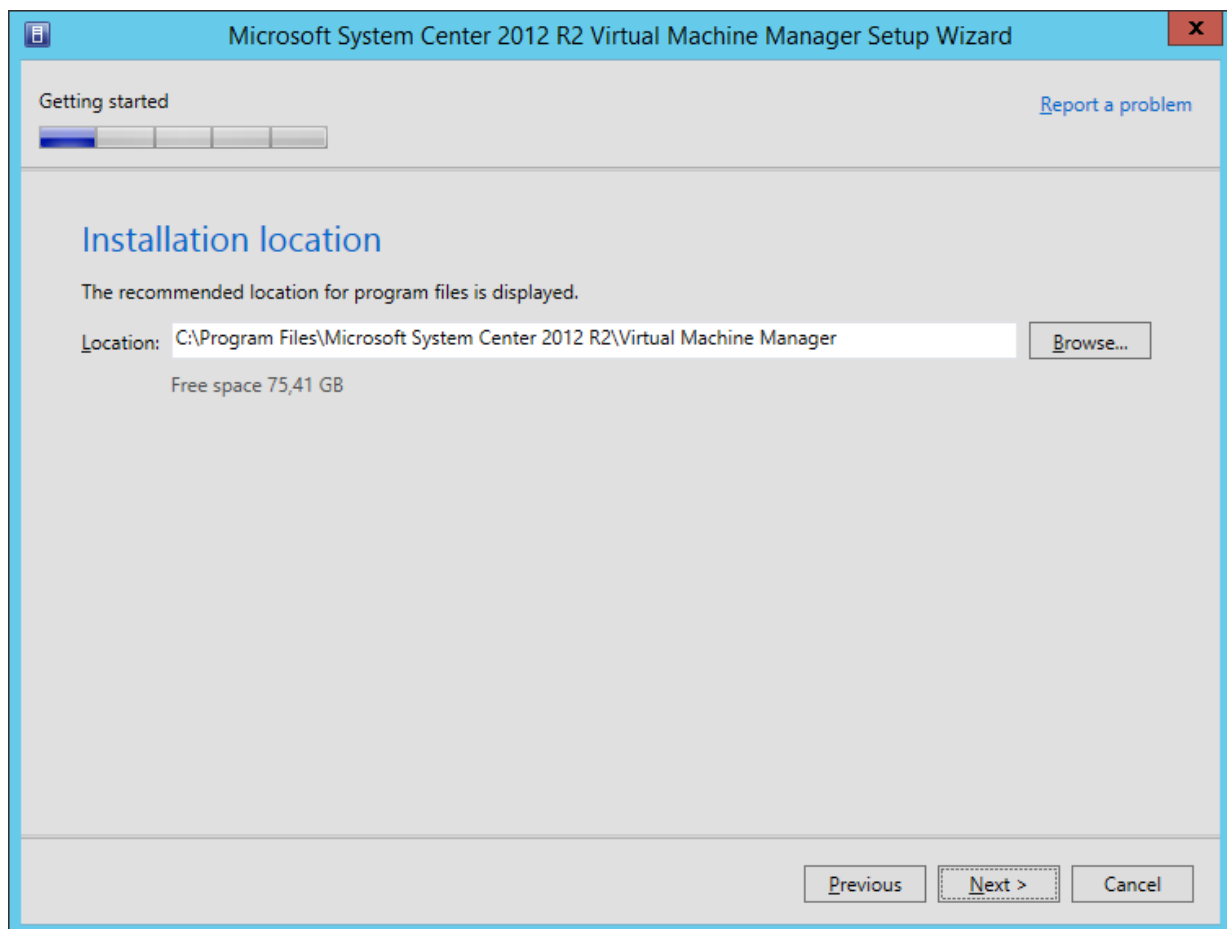 Microsoft System Center 2012 R2 Virtual Machine Manager Setup Wizard
x
Getting started
Report a problem
Installation location
The recommended location for program files is displayed.
Location: C:\Program Files\Microsoft System Center 2012 R2\Virtual Machine Manager Browse...
Free space 75,41 GB
Previous Next > Cancel